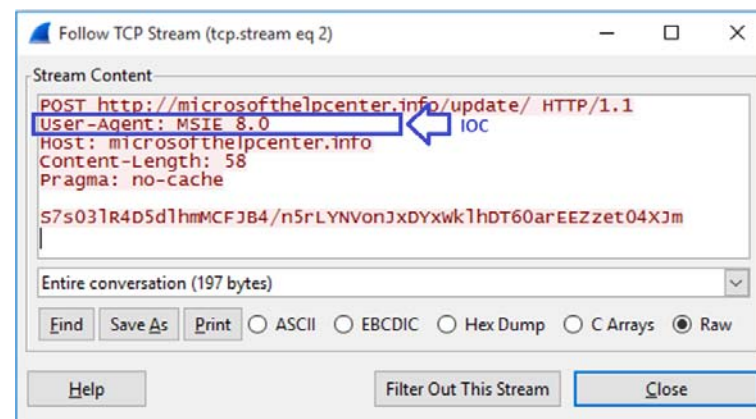 Follow TCP Stream (tcp.stream eq 2)
Stream Content
POST http://microsofthelpcenter.info/update/ HTTP/1.1
User-Agent: MSIE 8.0
IOC
Host: microsofthelpcenter.info
Content-Length: 58
Pragma: no-cache
S7s03lR4D5dlhmMCFJB4/n5rLYNVonJxDYxWklhDT60arEEZzet04XJm
Entire conversation (197 bytes)
Find Save As Print ASCII EBCDIC Hex Dump C Arrays Raw
Help Filter Out This Stream Close